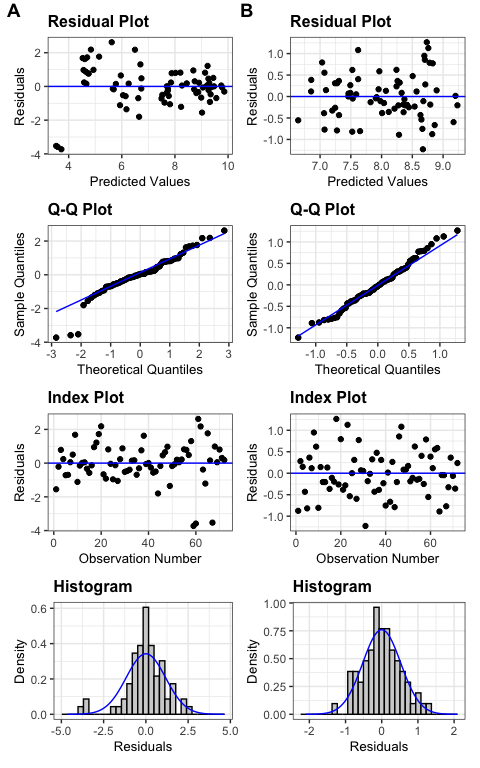 A
B
Residual Plot
Residual Plot
Residuals
2
0
-2
-4
4
6
8
10
Predicted Values
Residuals
1.0
0.5
0.0
-0.5
-1.0
7.0
7.5
8.0
8.5
9.0
Predicted Values
Q-Q Plot
Q-Q Plot
Sample Quantiles
2
0
-2
-4
-3
-2
-1
0
1
2
3
Theoretical Quantiles
Sample Quantiles
1.0
0.5
0.0
-0.5
-1.0
-1.0
-0.5
0.0
0.5
1.0
Theoretical Quantiles
Index Plot
Index Plot
Residuals
2
0
-2
-4
0
20
40
60
Observation Number
Residuals
1.0
0.5
0.0
-0.5
-1.0
0
20
40
60
Observation Number
Histogram
Histogram
Density
0.6
0.4
0.2
0.0
-5.0
-2.5
0.0
2.5
5.0
Residuals
Density
1.00
0.75
0.50
0.25
0.00
-2
-1
0
1
2
Residuals